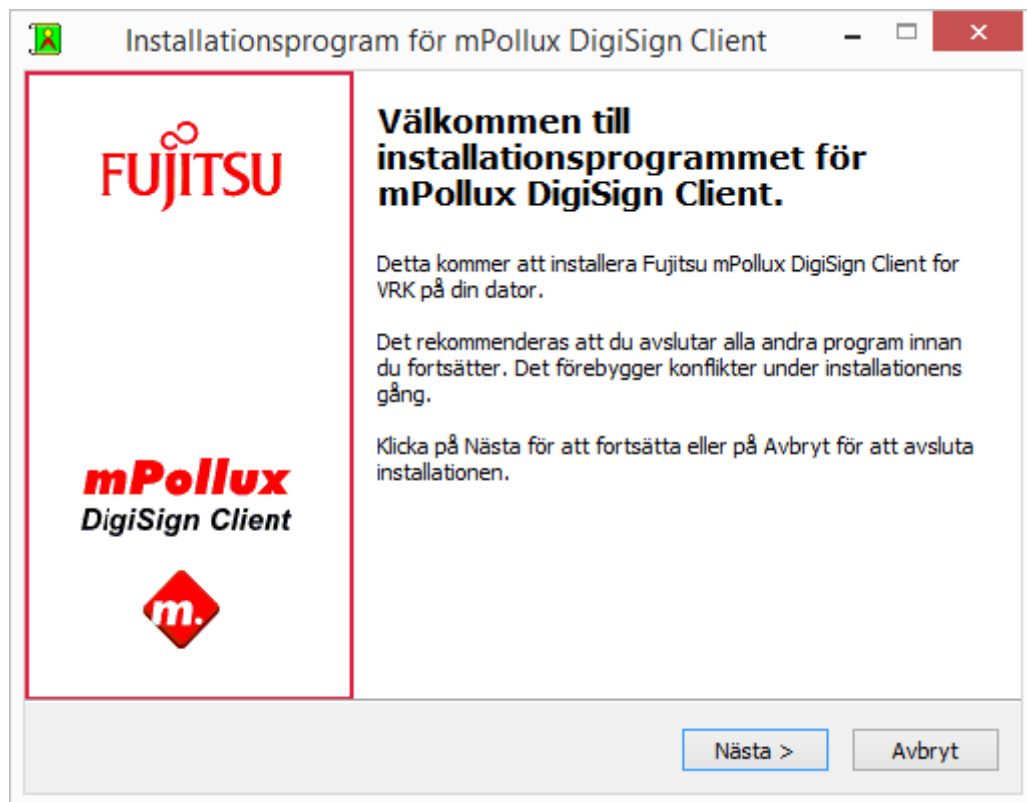 Installationsprogram för mPollux DigiSign Client
FUJITSU
mPollux
DigiSign Client
m.
Välkommen till
installationsprogrammet för
mPollux DigiSign Client.
Detta kommer att installera Fujitsu mPollux DigiSign Client for
VRK på din dator.
Det rekommenderas att du avslutar alla andra program innan
du fortsätter. Det förebygger konflikter under installationens
gång.
Klicka på Nästa för att fortsätta eller på Avbryt för att avsluta
installationen.
Nästa >
Avbryt